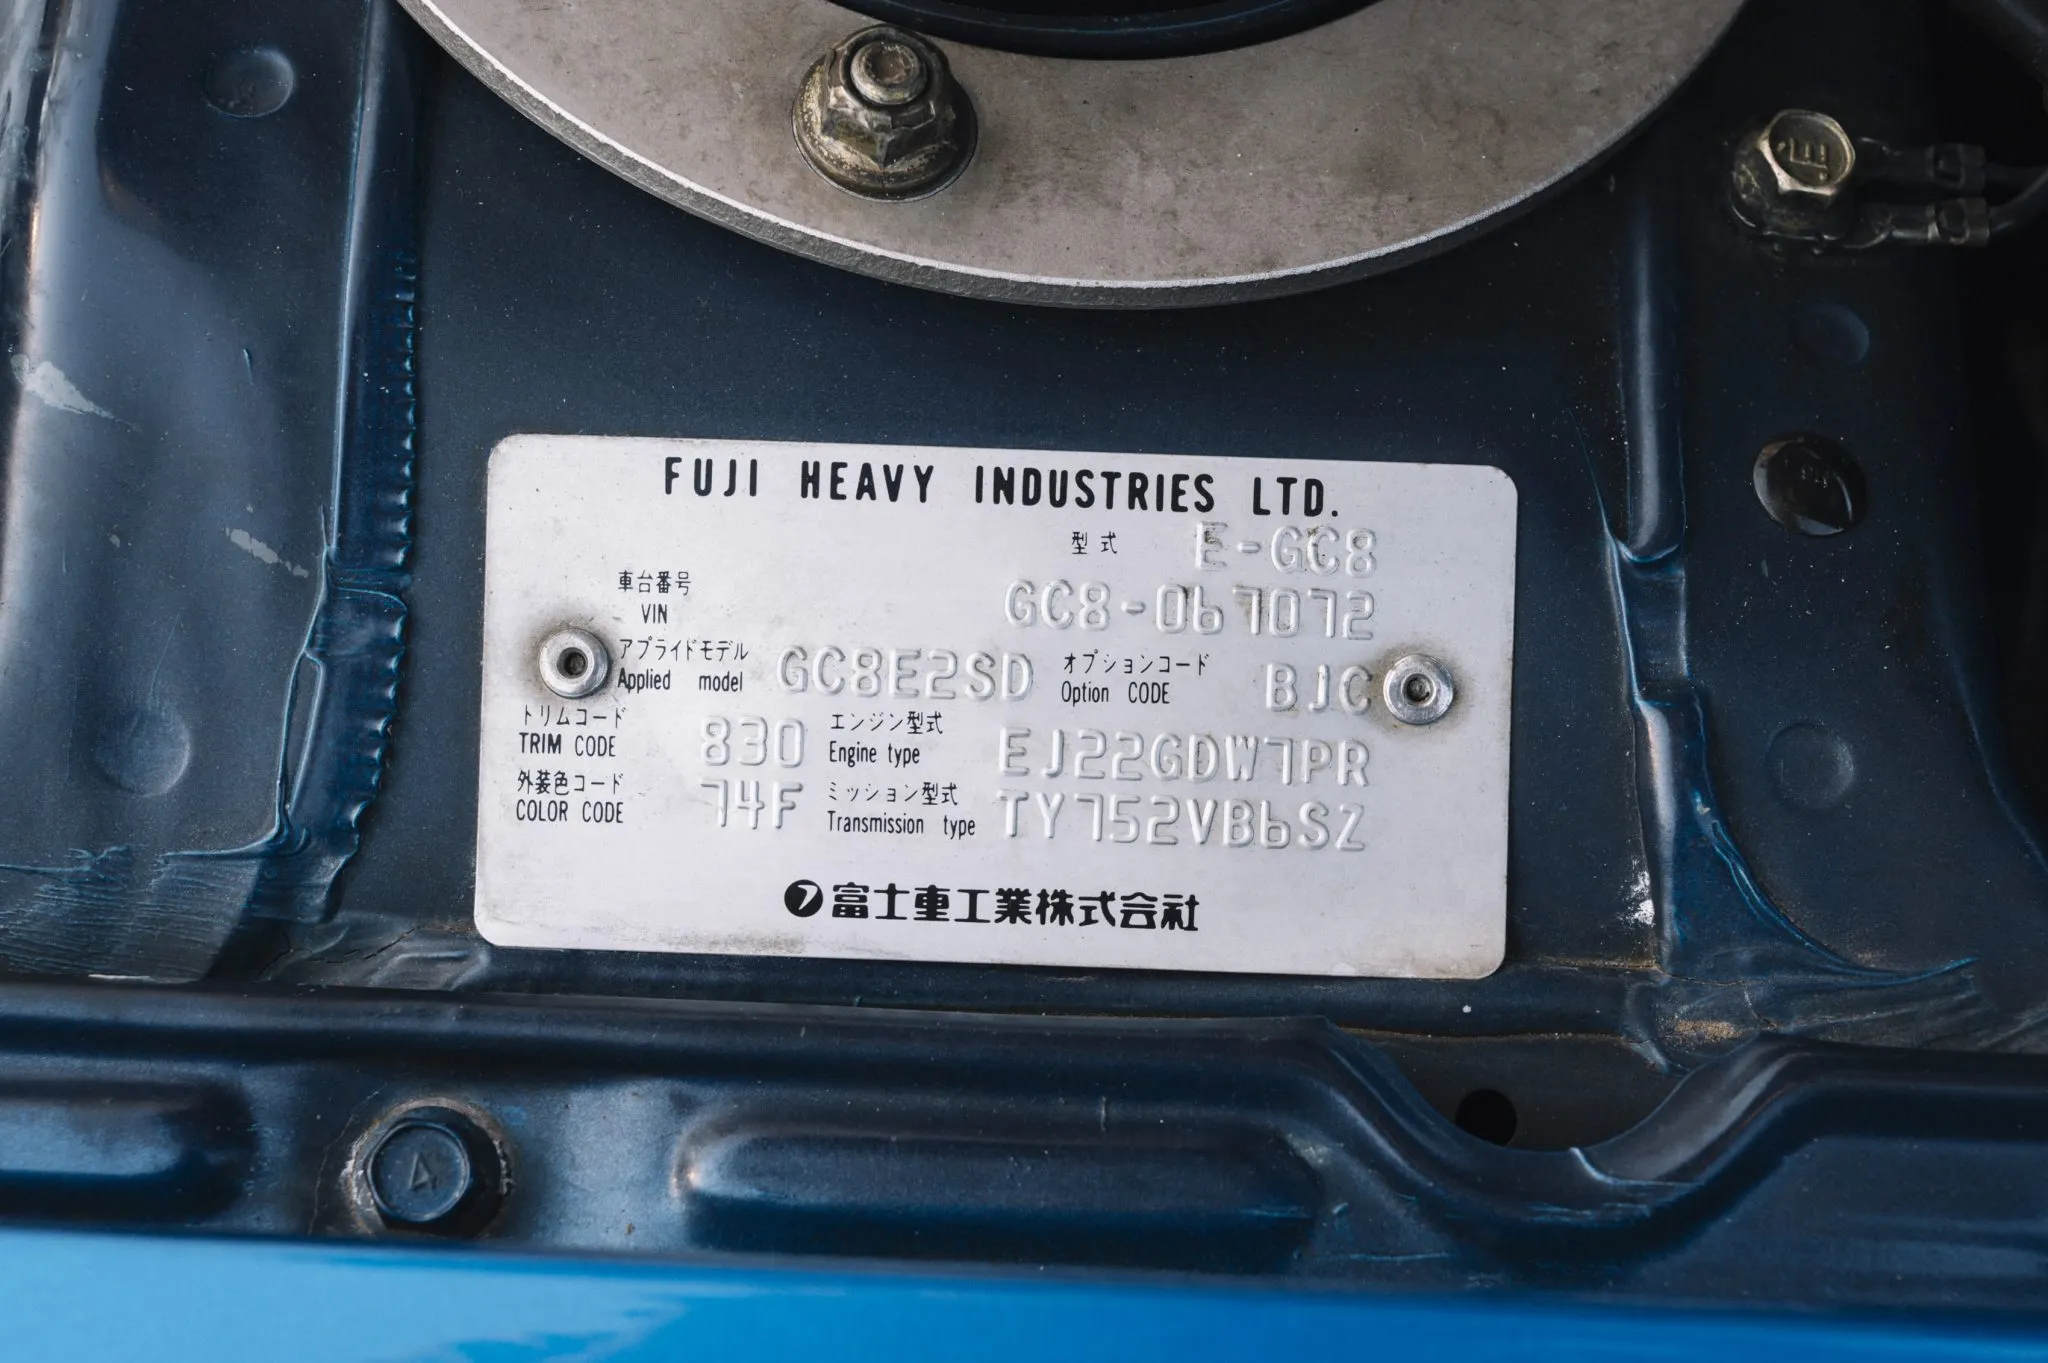 FUJI HEAVY INDUSTRIES LTD.
型式 E-GC8
車台番号
VIN GC8-067072
アプライドモデル
Applied model GC8E2SD
オプションコード
Option CODE BJC
トリムコード
TRIM CODE 830
エンジン型式
Engine type EJ22GDW7PR
外装色コード
COLOR CODE 74F
ミッション型式
Transmission type TY752VB6SZ
フ富士重工業株式会社
4